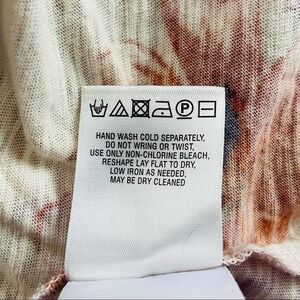 HAND WASH COLD SEPARATELY,
DO NOT WRING OR TWIST,
USE ONLY NON-CHLORINE BLEACH,
RESHAPE LAY FLAT TO DRY,
LOW IRON AS NEEDED,
MAY BE DRY CLEANED